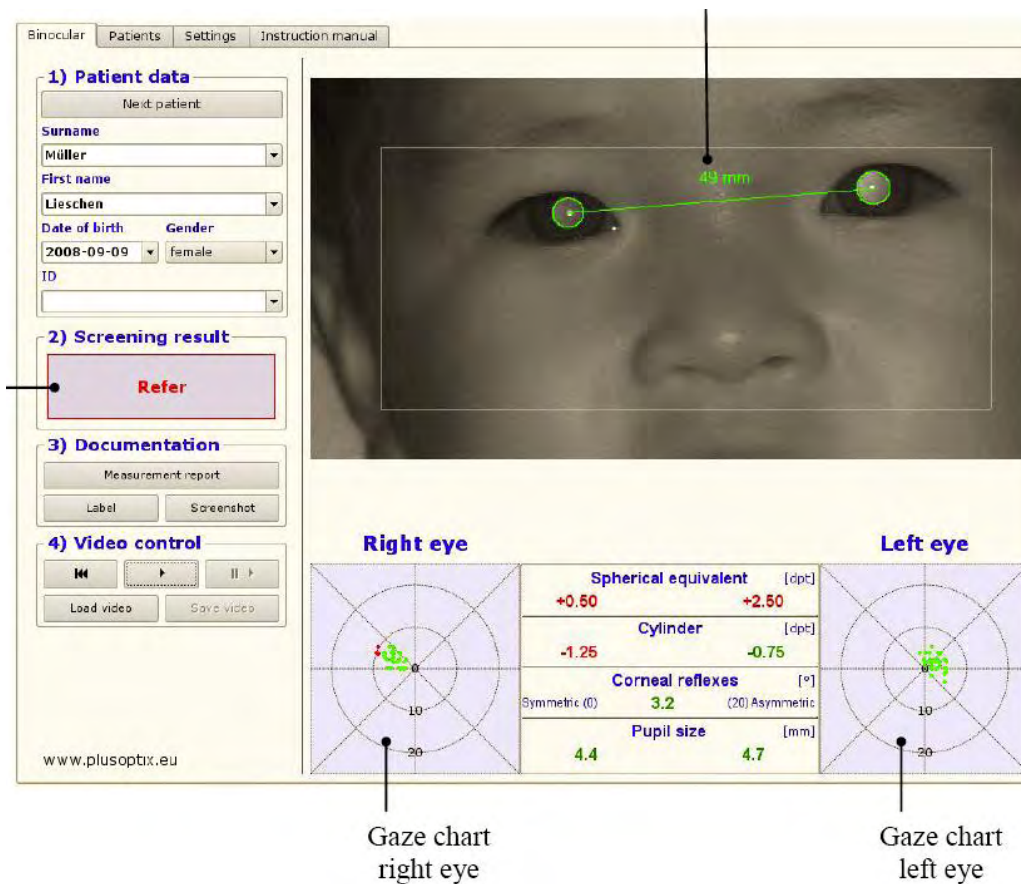 Binocular Patients Settings Instruction manual
1) Patient data
Next patient
Surname
Müller
First name
Lieschen
Date of birth Gender
2008-09-09 female
ID
2) Screening result
Refer
3) Documentation
Measurement report
Label Screenshot
4) Video control
Load video Save video
www.plusoptix.eu
49 mm
Right eye
Left eye
0
10
20
Spherical equivalent [dpt]
+0.50 +2.50
Cylinder [dpt]
-1.25 -0.75
Corneal reflexes [°]
Symmetric (0) 3.2 (20) Asymmetric
Pupil size [mm]
4.4 4.7
0
10
20
Gaze chart
right eye
Gaze chart
left eye